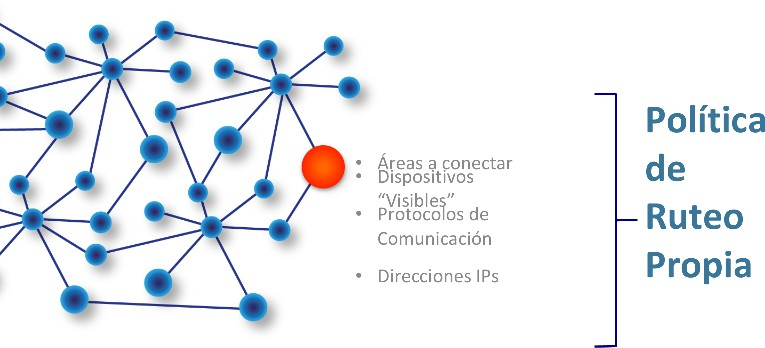 • Áreas a conectar
• Dispositivos
“Visibles”
• Protocolos de
Comunicación
• Direcciones IPs
Política
de
Ruteo
Propia